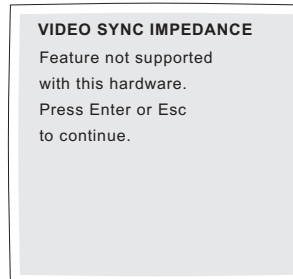 VIDEO SYNC IMPEDANCE
Feature not supported
with this hardware.
Press Enter or Esc
to continue.